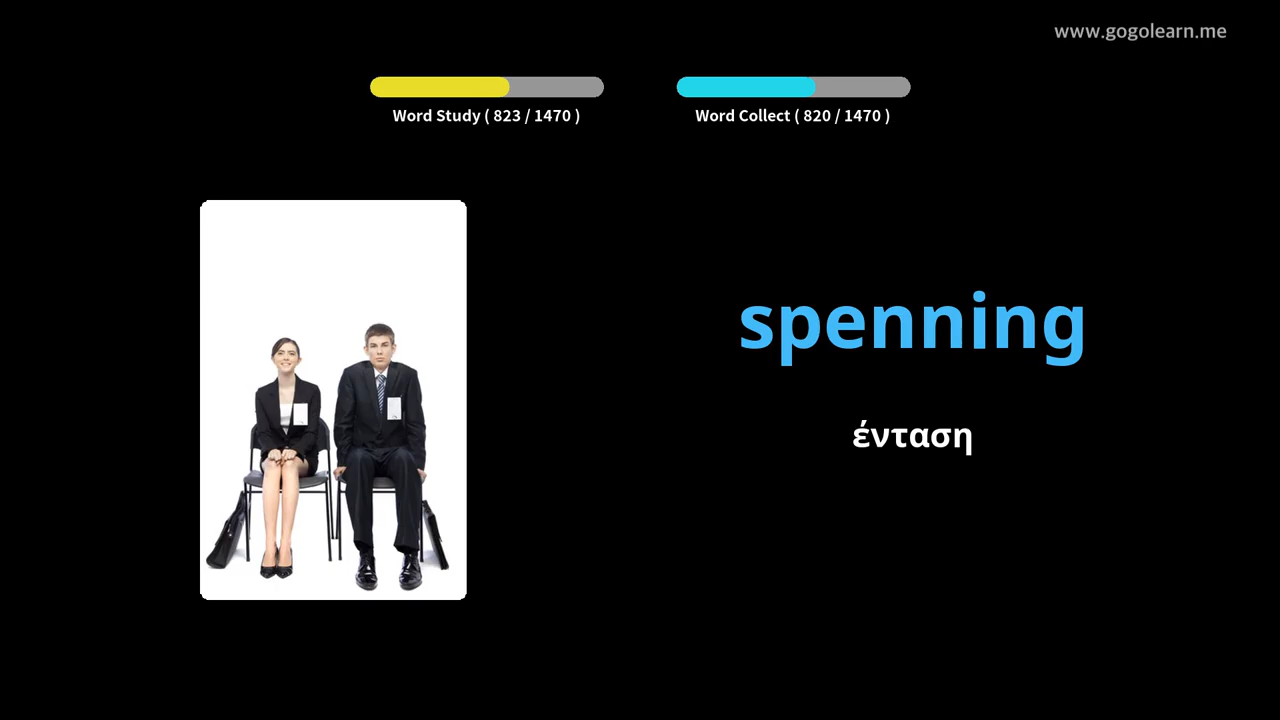 www.gogolearn.me
Word Study ( 823 / 1470 )
Word Collect ( 820 / 1470 )
spenning
ένταση